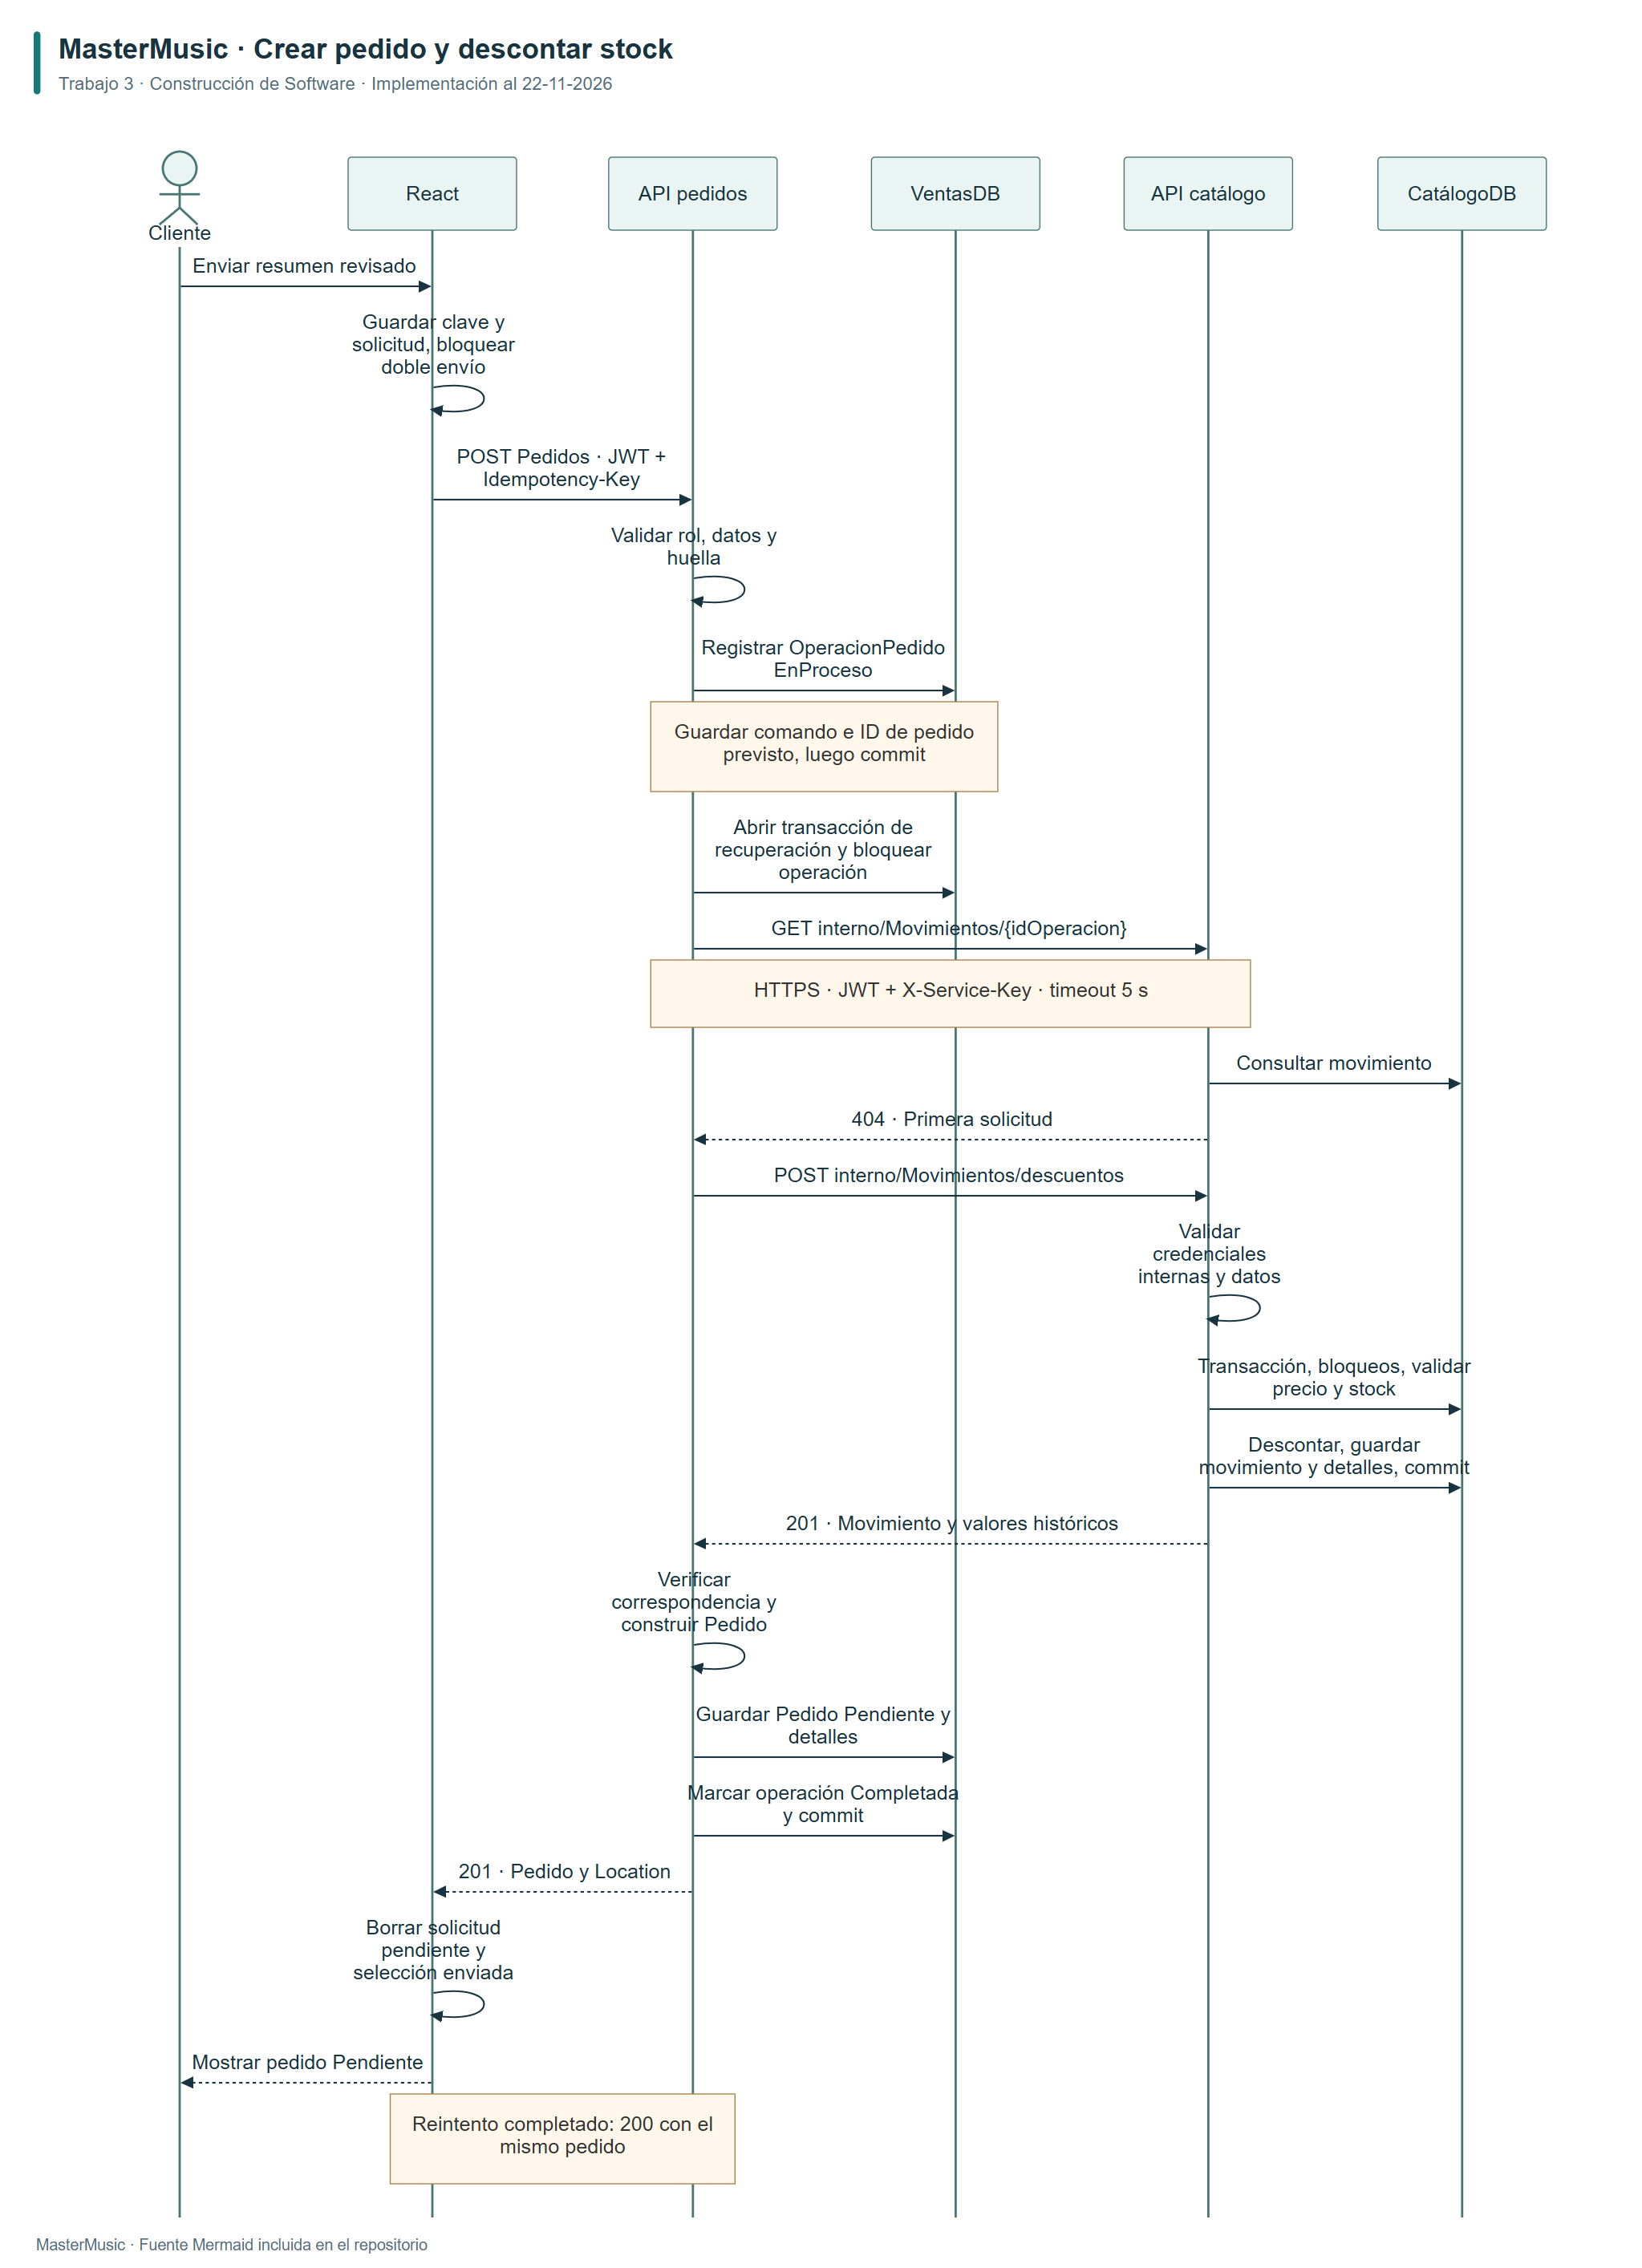 MasterMusic · Crear pedido y descontar stock
Trabajo 3 · Construcción de Software · Implementación al 22-11-2026
Cliente
React
API pedidos
VentasDB
API catálogo
CatálogoDB
Enviar resumen revisado
Guardar clave y
solicitud, bloquear
doble envío
POST Pedidos · JWT +
Idempotency-Key
Validar rol, datos y
huella
Registrar OperacionPedido
EnProceso
Guardar comando e ID de pedido
previsto, luego commit
Abrir transacción de
recuperación y bloquear
operación
GET interno/Movimientos/{idOperacion}
HTTPS · JWT + X-Service-Key · timeout 5 s
Consultar movimiento
404 · Primera solicitud
POST interno/Movimientos/descuentos
Validar
credenciales
internas y datos
Transacción, bloqueos, validar
precio y stock
Descontar, guardar
movimiento y detalles, commit
201 · Movimiento y valores históricos
Verificar
correspondencia y
construir Pedido
Guardar Pedido Pendiente y
detalles
Marcar operación Completada
y commit
201 · Pedido y Location
Borrar solicitud
pendiente y
selección enviada
Mostrar pedido Pendiente
Reintento completado: 200 con el
mismo pedido
MasterMusic · Fuente Mermaid incluida en el repositorio